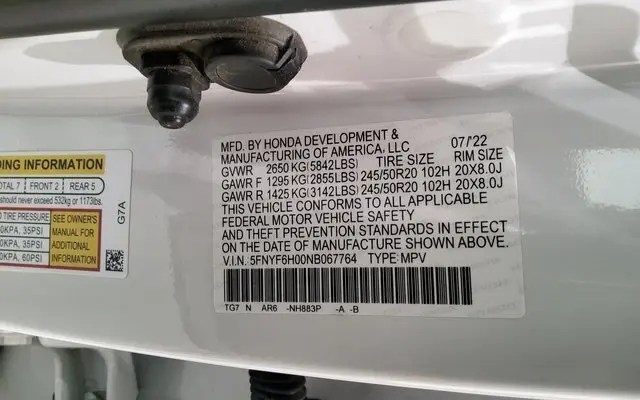 DING INFORMATION
OTAL 7 FRONT 2 REAR 5
should never exceed 532kg or 1173lbs.
TIRE PRESSURE
KPA, 35PSI
KPA, 35PSI
KPA, 60PSI
SEE OWNER'S
MANUAL FOR
ADDITIONAL
INFORMATION
G7A
MFD. BY HONDA DEVELOPMENT & 07/'22
MANUFACTURING OF AMERICA, LLC
GVWR 2650 KG(5842LBS) TIRE SIZE RIM SIZE
GAWR F 1295 KG(2855LBS) 245/50R20 102H 20X8.0J
GAWR R 1425 KG(3142LBS) 245/50R20 102H 20X8.0J
THIS VEHICLE CONFORMS TO ALL APPLICABLE
FEDERAL MOTOR VEHICLE SAFETY
AND THEFT PREVENTION STANDARDS IN EFFECT
ON THE DATE OF MANUFACTURE SHOWN ABOVE.
V.I.N. 5FNYF6H00NB067764 TYPE: MPV
TG7 N AR6 -NH883P -A -B